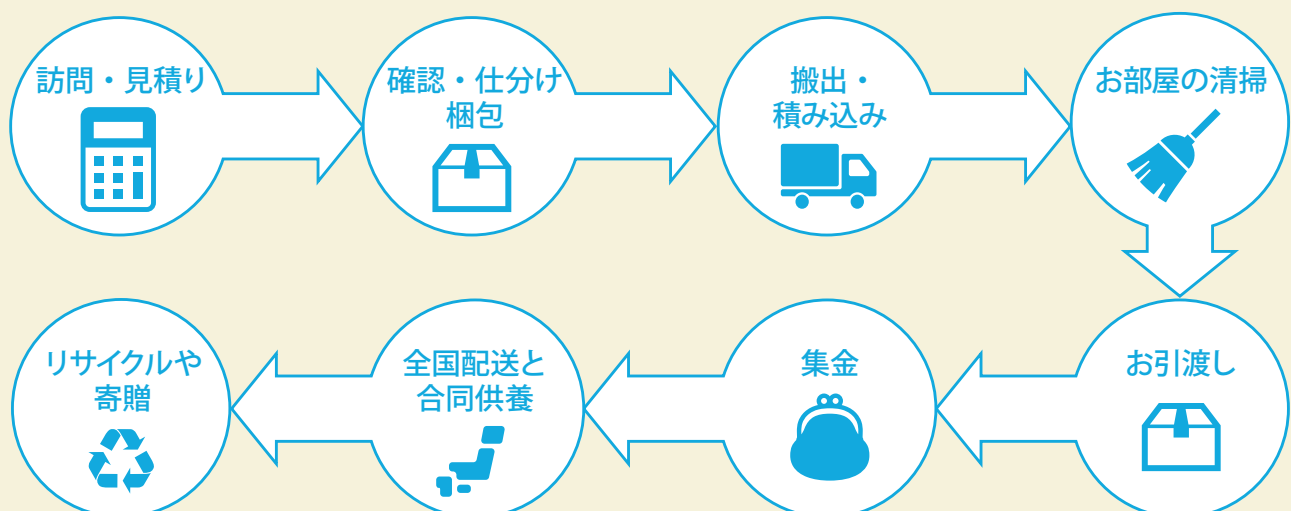 訪問・見積り
確認・仕分け
梱包
搬出・
積み込み
お部屋の清掃
お引渡し
集金
全国配送と
合同供養
リサイクルや
寄贈